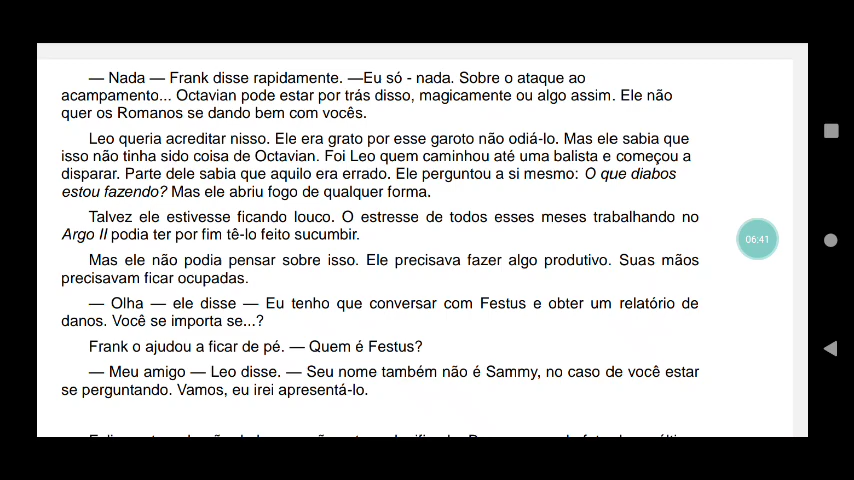 — Nada — Frank disse rapidamente. —Eu só - nada. Sobre o ataque ao
acampamento... Octavian pode estar por trás disso, magicamente ou algo assim. Ele não
quer os Romanos se dando bem com vocês.
Leo queria acreditar nisso. Ele era grato por esse garoto não odiá-lo. Mas ele sabia que
isso não tinha sido coisa de Octavian. Foi Leo quem caminhou até uma balista e começou a
disparar. Parte dele sabia que aquilo era errado. Ele perguntou a si mesmo: O que diabos
estou fazendo? Mas ele abriu fogo de qualquer forma.
Talvez ele estivesse ficando louco. O estresse de todos esses meses trabalhando no
Argo II podia ter por fim tê-lo feito sucumbir.
Mas ele não podia pensar sobre isso. Ele precisava fazer algo produtivo. Suas mãos
precisavam ficar ocupadas.
— Olha — ele disse — Eu tenho que conversar com Festus e obter um relatório de
danos. Você se importa se...?
Frank o ajudou a ficar de pé. — Quem é Festus?
— Meu amigo — Leo disse. — Seu nome também não é Sammy, no caso de você estar
se perguntando. Vamos, eu irei apresentá-lo.
06:41